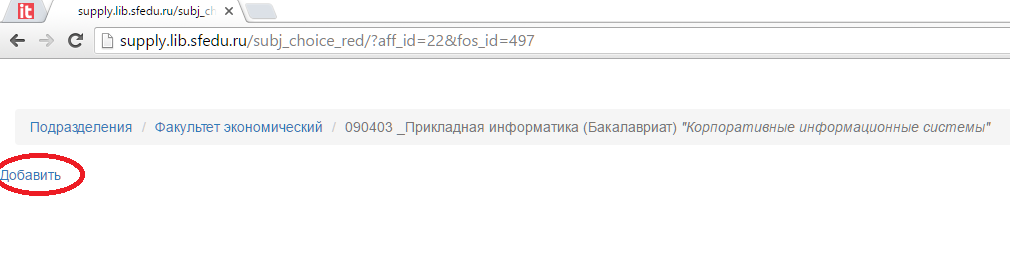 it
supply.lib.sfedu.ru/subj_ch
supply.lib.sfedu.ru/subj_choice_red/?aff_id=22&fos_id=497
Подразделения / Факультет экономический / 090403 _Прикладная информатика (Бакалавриат) "Корпоративные информационные системы"
Добавить